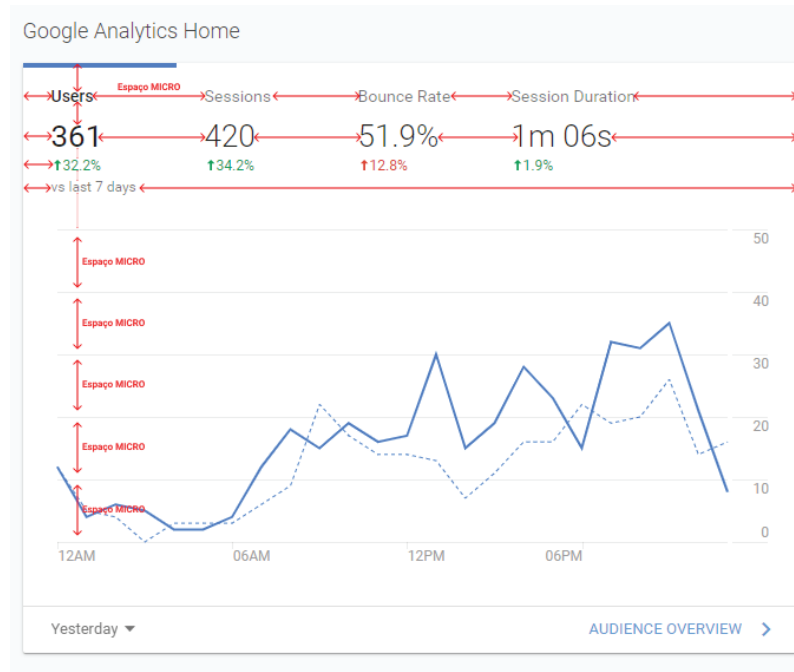 Google Analytics Home
Espaço MICRO
Users Sessions Bounce Rate Session Duration
361 420 51.9% 1m 06s
↑32.2% ↑34.2% ↑12.8% ↑1.9%
vs last 7 days
50
Espaço MICRO
40
Espaço MICRO
30
Espaço MICRO
20
Espaço MICRO
10
Espaço MICRO
0
12AM 06AM 12PM 06PM
Yesterday AUDIENCE OVERVIEW